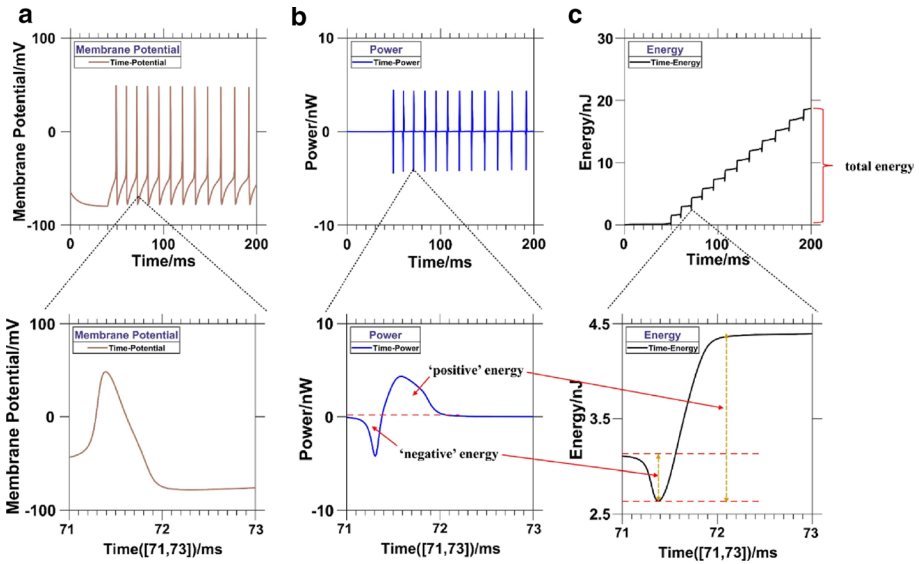 a
b
c
Membrane Potential/mV
100
0
-100
Membrane Potential
Time-Potential
0
100
200
Time/ms
Power/nW
10
0
-10
Power
Time-Power
0
100
200
Time/ms
Energy/nJ
30
20
10
0
Energy
Time-Energy
total energy
0
100
200
Time/ms
Membrane Potential/mV
100
0
-100
Membrane Potential
Time-Potential
71
72
73
Time([71,73])/ms
Power/nW
10
0
-10
Power
Time-Power
'positive' energy
'negative' energy
71
72
73
Time([71,73])/ms
Energy/nJ
4.5
3.5
2.5
Energy
Time-Energy
71
72
73
Time([71,73])/ms